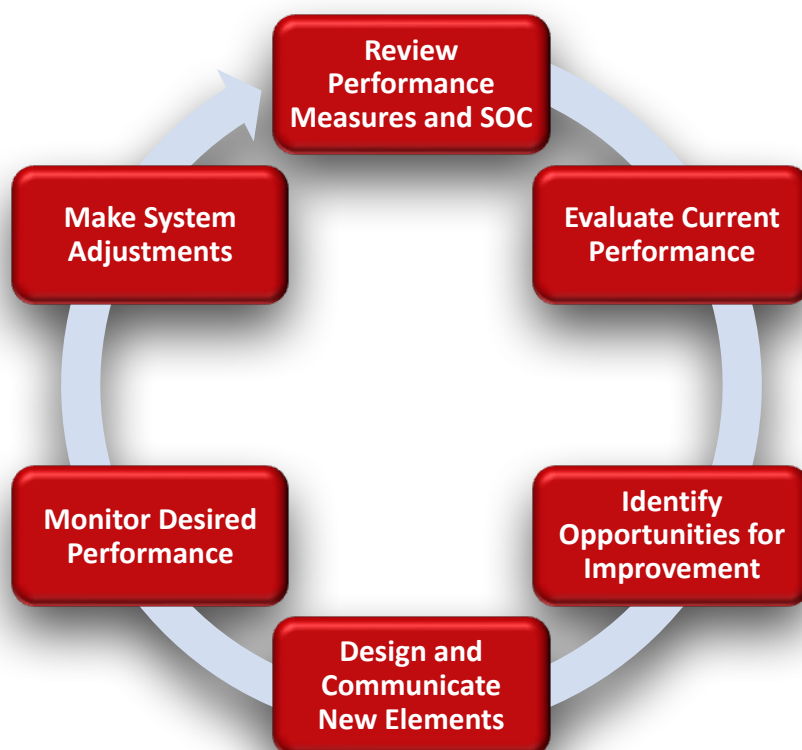 Review
Performance
Measures and SOC
Evaluate Current
Performance
Identify
Opportunities for
Improvement
Design and
Communicate
New Elements
Monitor Desired
Performance
Make System
Adjustments